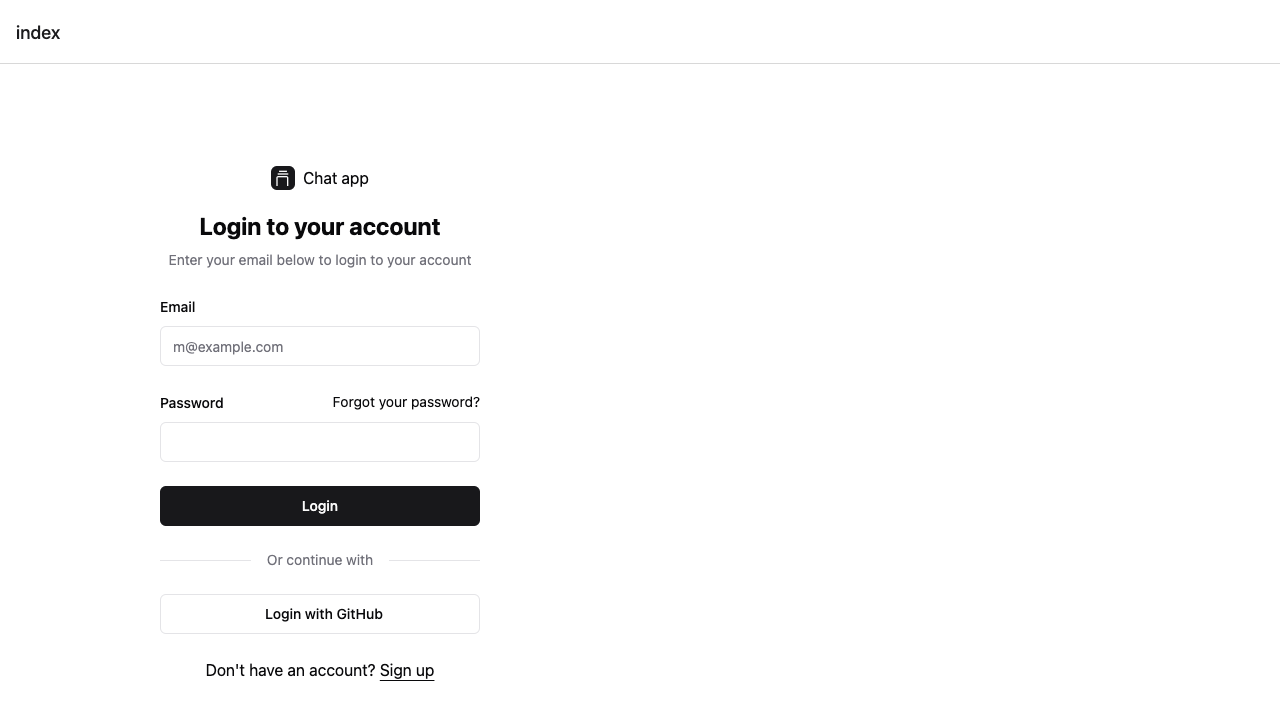 index
Chat app
Login to your account
Enter your email below to login to your account
Email
m@example.com
Password
Forgot your password?
Login
Or continue with
Login with GitHub
Don't have an account? Sign up